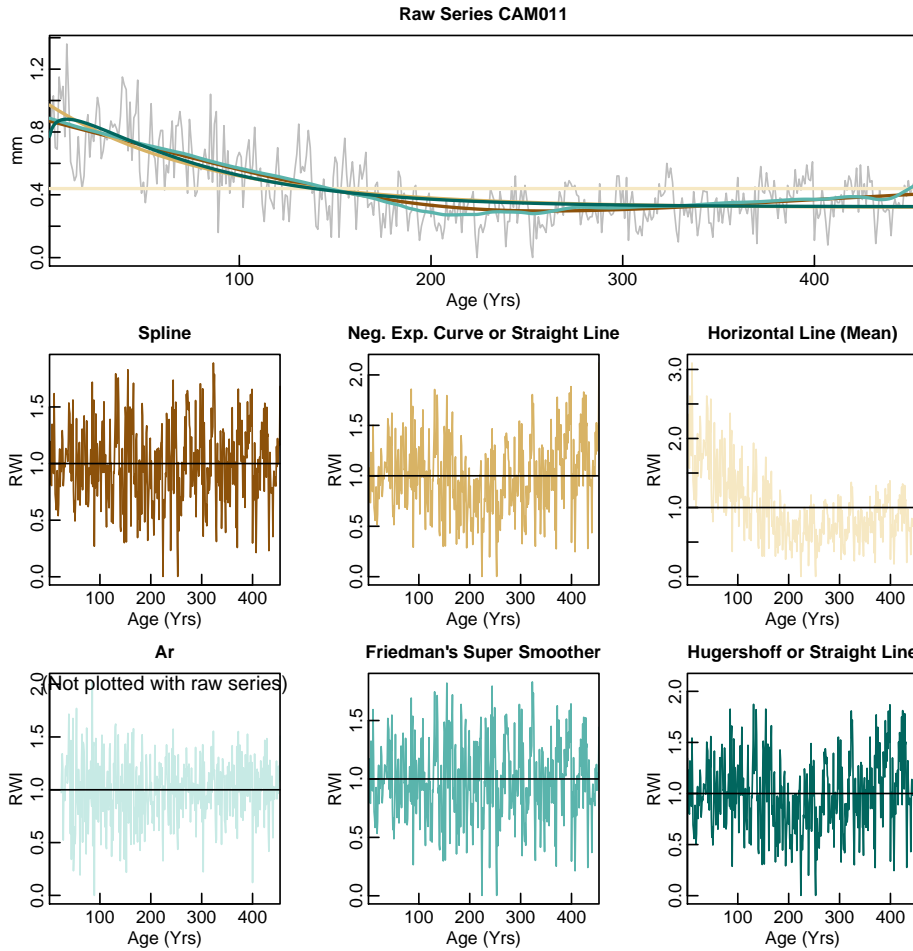 Raw Series CAM011
mm
0.0 0.4 0.8 1.2
100 200 300 400
Age (Yrs)
Spline
RWI
0.0 0.5 1.0 1.5
100 200 300 400
Age (Yrs)
Neg. Exp. Curve or Straight Line
RWI
0.0 0.5 1.0 1.5 2.0
100 200 300 400
Age (Yrs)
Horizontal Line (Mean)
RWI
0.0 1.0 2.0 3.0
100 200 300 400
Age (Yrs)
Ar
(Not plotted with raw series)
RWI
0.0 0.5 1.0 1.5 2.0
100 200 300 400
Age (Yrs)
Friedman's Super Smoother
RWI
0.0 0.5 1.0 1.5
100 200 300 400
Age (Yrs)
Hugershoff or Straight Line
RWI
0.0 0.5 1.0 1.5 2.0
100 200 300 400
Age (Yrs)